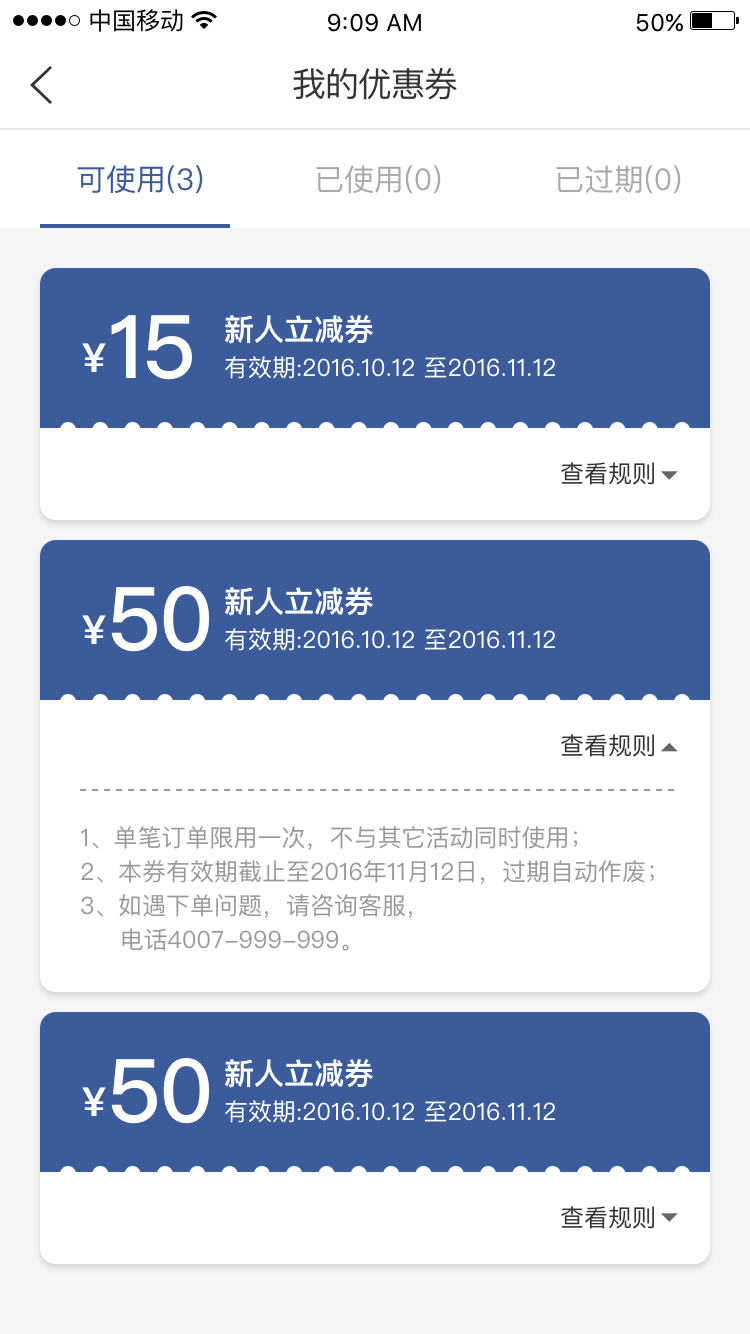 中国移动 9:09 AM 50%
我的优惠券
可使用(3) 已使用(0) 已过期(0)
¥15 新人立减券
有效期:2016.10.12 至2016.11.12
查看规则
¥50 新人立减券
有效期:2016.10.12 至2016.11.12
查看规则
1、单笔订单限用一次，不与其它活动同时使用；
2、本券有效期截止至2016年11月12日，过期自动作废；
3、如遇下单问题，请咨询客服，
电话4007-999-999。
¥50 新人立减券
有效期:2016.10.12 至2016.11.12
查看规则